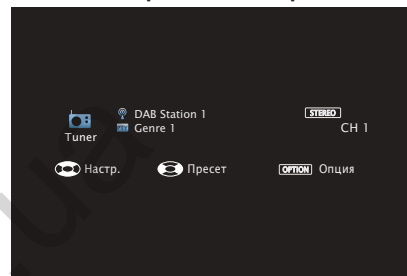 DAB Station 1
STEREO
Genre 1
CH 1
Tuner
Настр.
Пресет
OPTION Опция